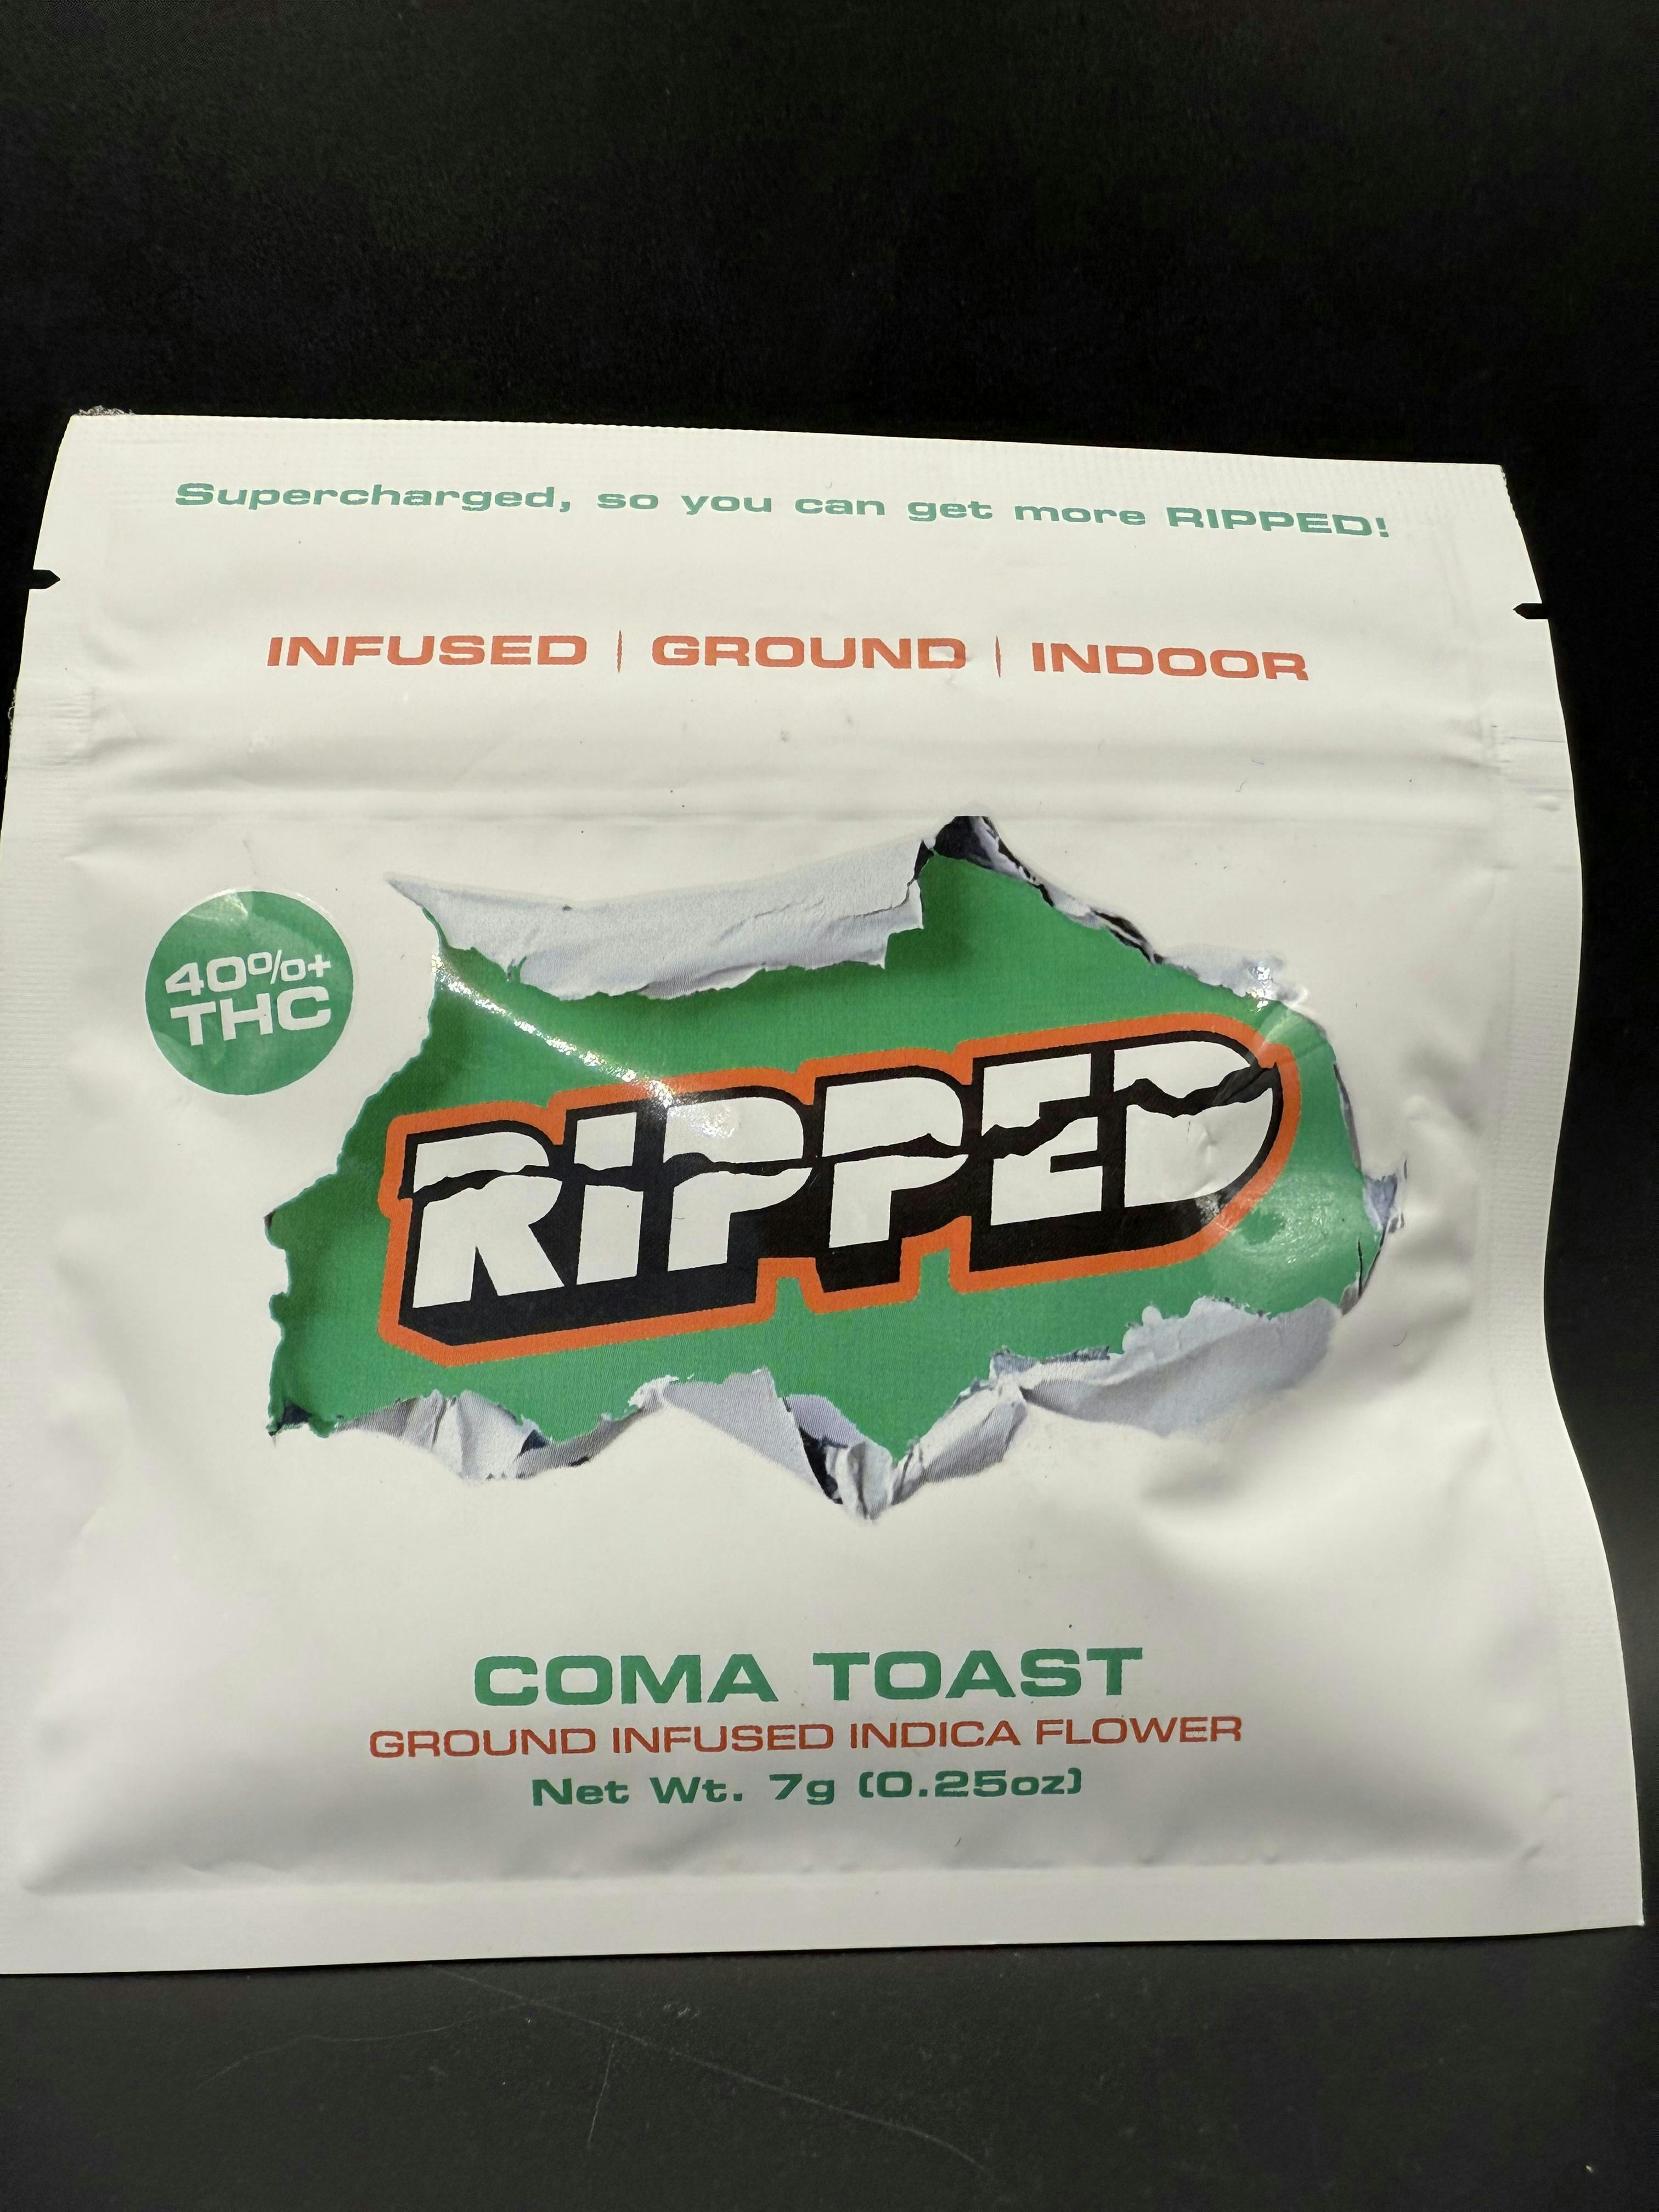 Supercharged, so you can get more RIPPED!
INFUSED | GROUND | INDOOR
40%+
THC
RIPPED
COMA TOAST
GROUND INFUSED INDICA FLOWER
Net Wt. 7g (0.25oz)